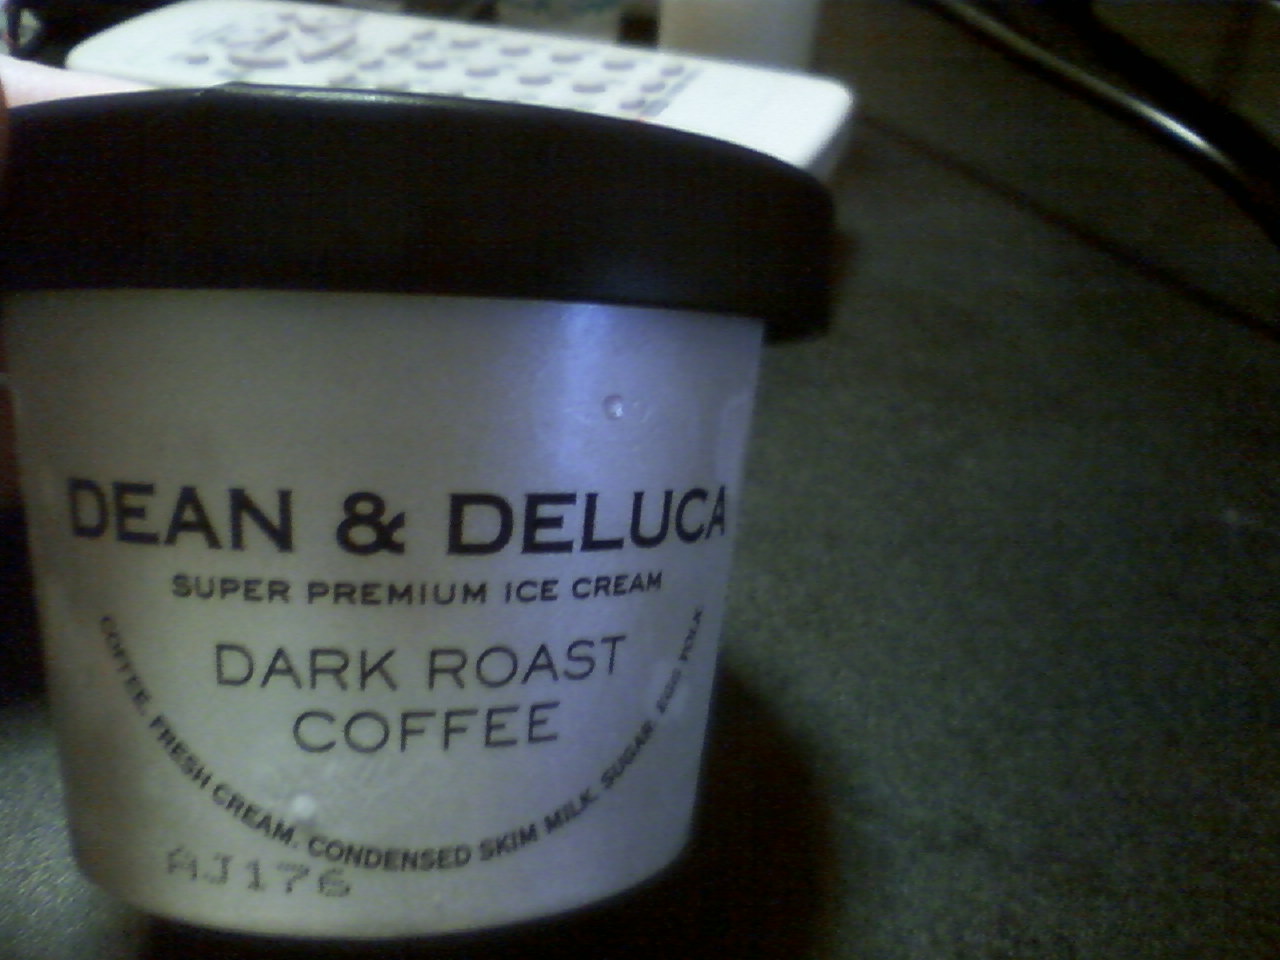 DEAN & DELUCA
SUPER PREMIUM ICE CREAM
DARK ROAST
COFFEE
COFFEE, FRESH CREAM, CONDENSED SKIM MILK, SUGAR, EGG YOLK
AJ176